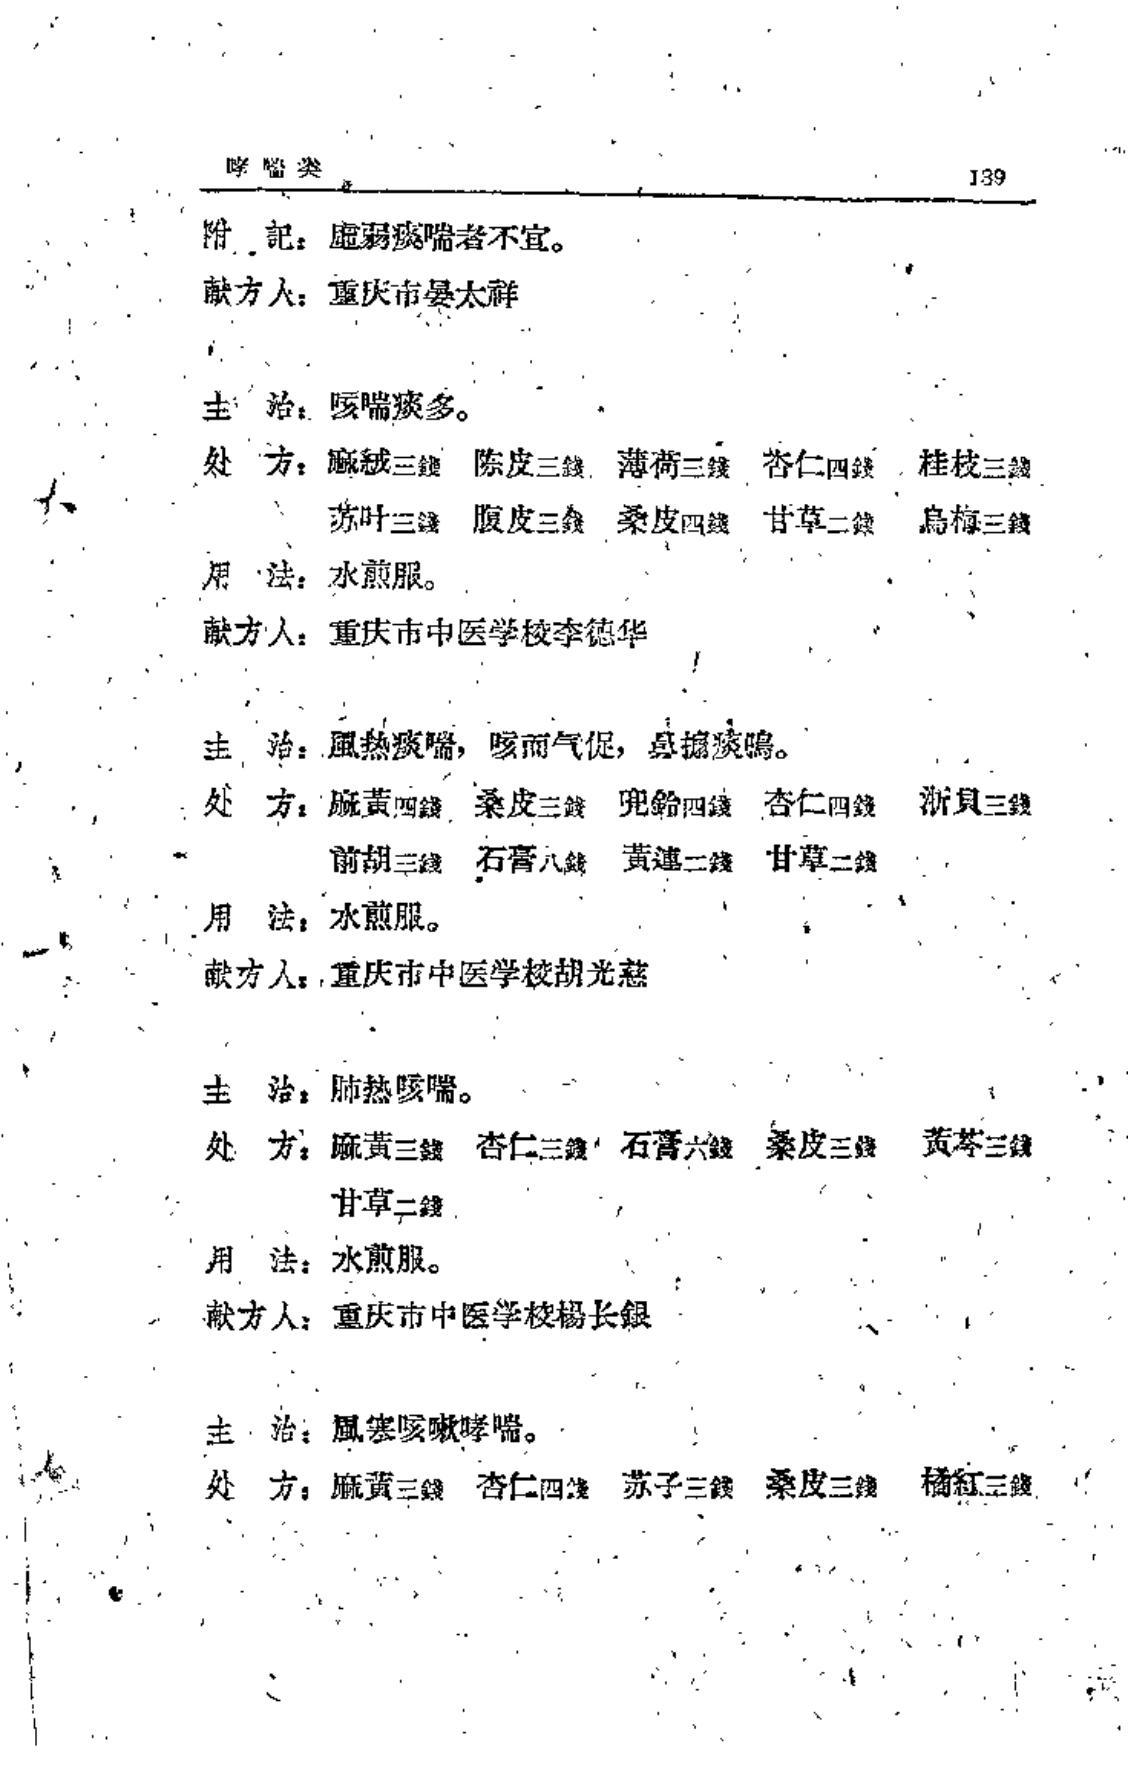 哮喘类 139
附 記：虛弱痰喘者不宜。
献方人：重庆市晏太祥
主 治：咳喘痰多。
处 方：麻絨三錢 陈皮三錢 薄荷三錢 杏仁四錢 桂枝三錢
苏叶三錢 腹皮三錢 桑皮四錢 甘草二錢 烏梅三錢
用 法：水煎服。
献方人：重庆市中医学校李德华
主 治：風热痰喘，咳而气促，鼻搧痰鳴。
处 方：麻黃四錢 桑皮三錢 兜鈴四錢 杏仁四錢 浙貝三錢
前胡三錢 石膏八錢 黃連二錢 甘草二錢
用 法：水煎服。
献方人：重庆市中医学校胡光慈
主 治：肺热咳喘。
处 方：麻黃三錢 杏仁三錢 石膏六錢 桑皮三錢 黃芩三錢
甘草二錢
用 法：水煎服。
献方人：重庆市中医学校楊长銀
主 治：風寒咳嗽哮喘。
处 方：麻黃三錢 杏仁四錢 苏子三錢 桑皮三錢 橘紅三錢